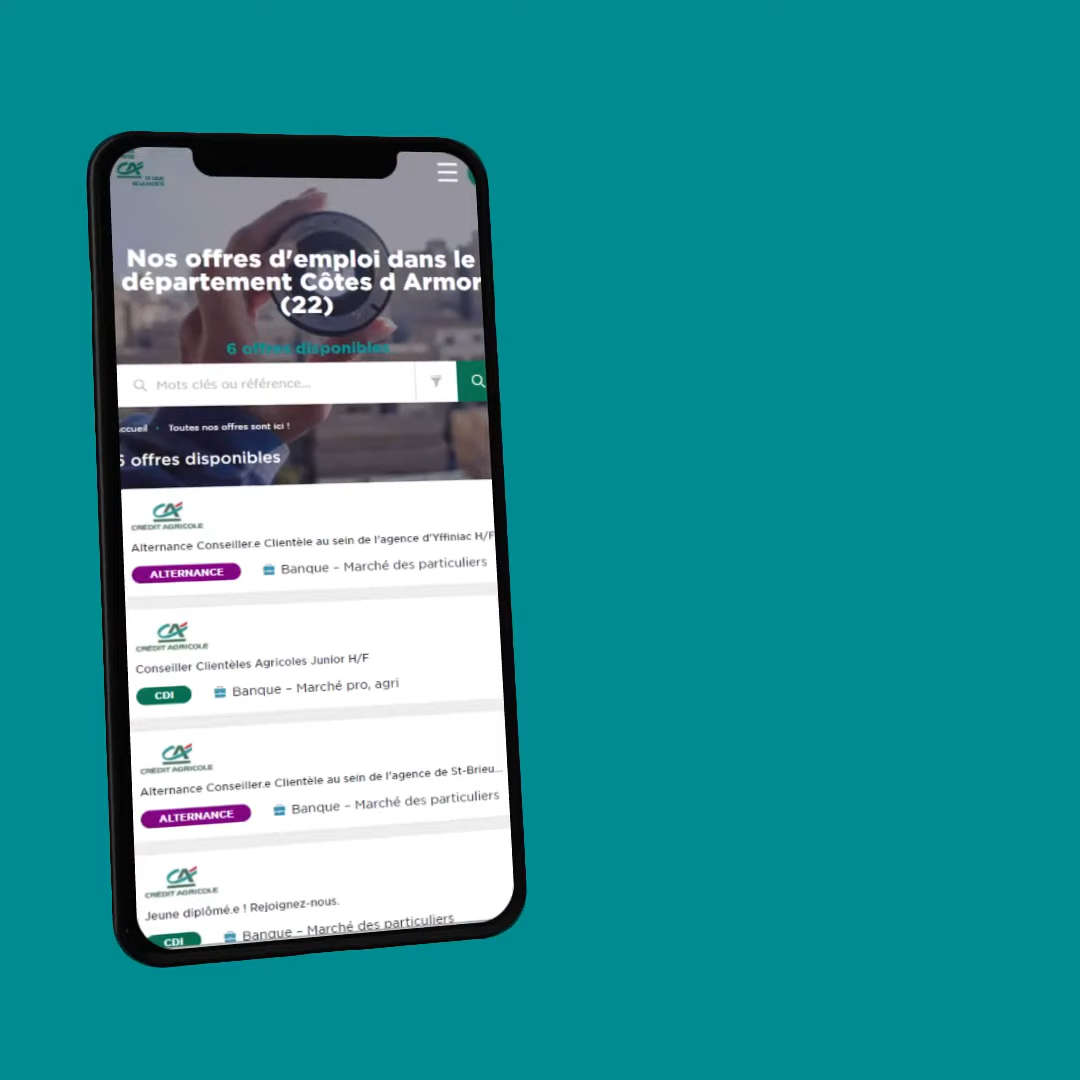 CA
Nos offres d'emploi dans le
département Côtes d Armor
(22)
6 offres disponibles
Mots clés ou référence...
ccueil · Toutes nos offres sont ici !
6 offres disponibles
CRÉDIT AGRICOLE
Alternance Conseiller.e Clientèle au sein de l'agence d'Yffiniac H/F
ALTERNANCE Banque – Marché des particuliers
CRÉDIT AGRICOLE
Conseiller Clientèles Agricoles Junior H/F
CDI Banque – Marché pro, agri
CRÉDIT AGRICOLE
Alternance Conseiller.e Clientèle au sein de l'agence de St-Brieu...
ALTERNANCE Banque – Marché des particuliers
CRÉDIT AGRICOLE
Jeune diplômé.e ! Rejoignez-nous.
CDI Banque – Marché des particuliers